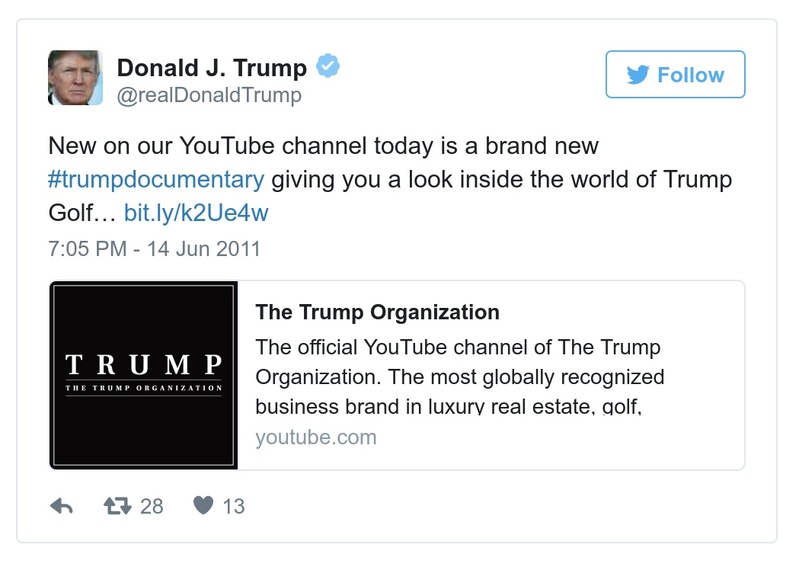 Donald J. Trump
@realDonaldTrump
Follow
New on our YouTube channel today is a brand new
#trumpdocumentary giving you a look inside the world of Trump
Golf… bit.ly/k2Ue4w
7:05 PM - 14 Jun 2011
TRUMP
THE TRUMP ORGANIZATION
The Trump Organization
The official YouTube channel of The Trump
Organization. The most globally recognized
business brand in luxury real estate, golf,
youtube.com
28
13